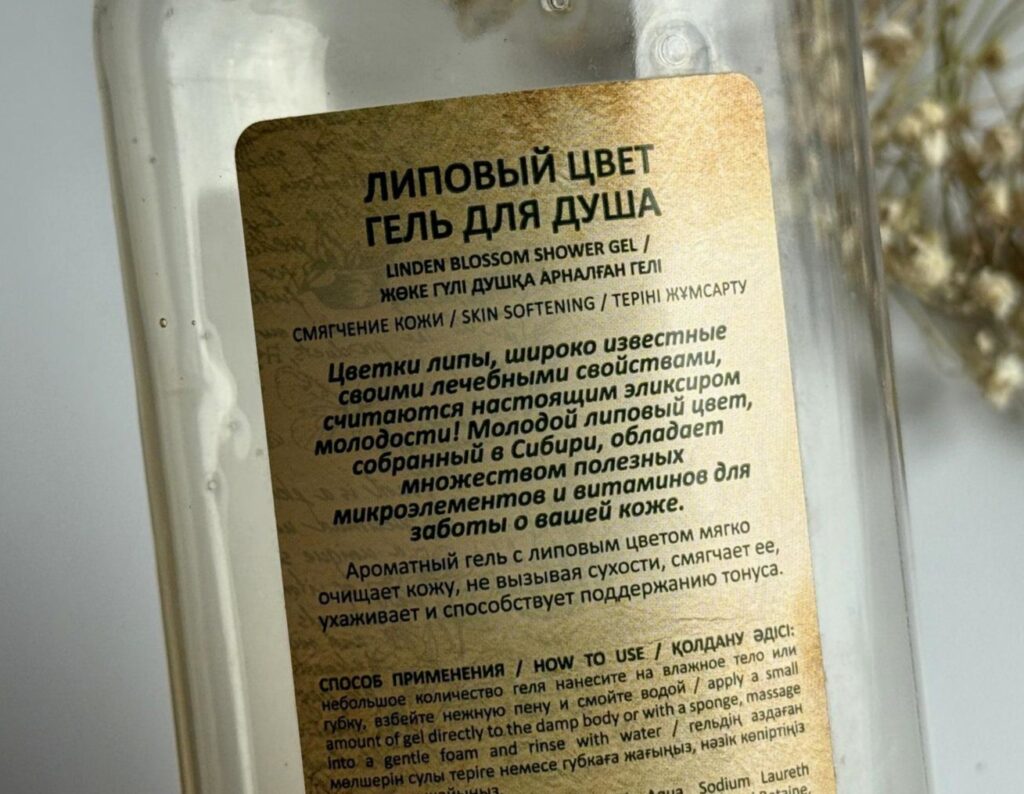 ЛИПОВЫЙ ЦВЕТ
ГЕЛЬ ДЛЯ ДУША
LINDEN BLOSSOM SHOWER GEL /
ЖӨКЕ ГҮЛІ ДУШҚА АРНАЛҒАН ГЕЛІ
СМЯГЧЕНИЕ КОЖИ / SKIN SOFTENING / ТЕРІНІ ЖҰМСАРТУ
Цветки липы, широко известные
своими лечебными свойствами,
считаются настоящим эликсиром
молодости! Молодой липовый цвет,
собранный в Сибири, обладает
множеством полезных
микроэлементов и витаминов для
заботы о вашей коже.
Ароматный гель с липовым цветом мягко
очищает кожу, не вызывая сухости, смягчает ее,
ухаживает и способствует поддержанию тонуса.
СПОСОБ ПРИМЕНЕНИЯ / HOW TO USE / ҚОЛДАНУ ӘДІСІ:
небольшое количество геля нанесите на влажное тело или
губку, взбейте нежную пену и смойте водой / apply a small
amount of gel directly to the damp body or with a sponge, massage
into a gentle foam and rinse with water / гельдің аздаған
мөлшерін сулы теріге немесе губкаға жағыңыз, нәзік көпіртіңіз
Aqua, Sodium Laureth